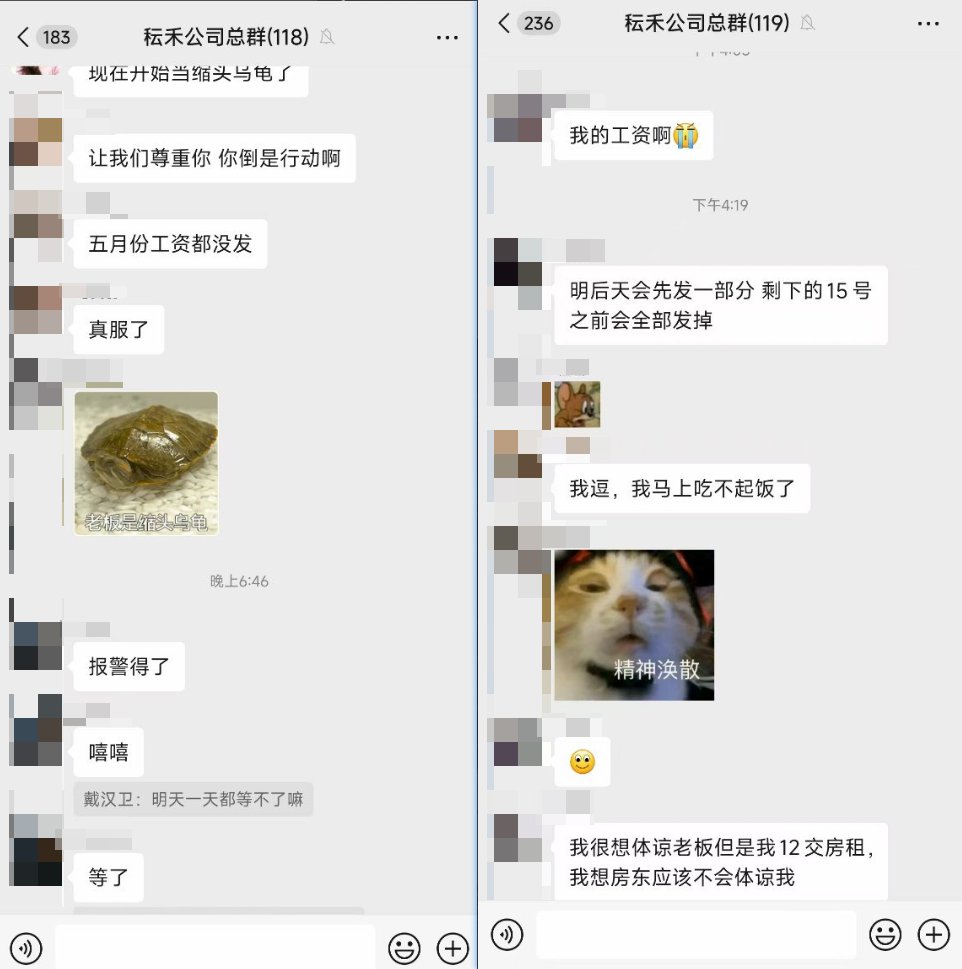 183
耘禾公司总群(118)
现在开始当缩头乌龟了
让我们尊重你 你倒是行动啊
五月份工资都没发
真服了
老板是缩头乌龟
晚上6:46
报警得了
嘻嘻
戴汉卫：明天一天都等不了嘛
等了
236
耘禾公司总群(119)
我的工资啊
下午4:19
明后天会先发一部分 剩下的15号
之前会全部发掉
我逗，我马上吃不起饭了
精神涣散
我很想体谅老板但是我12交房租，
我想房东应该不会体谅我